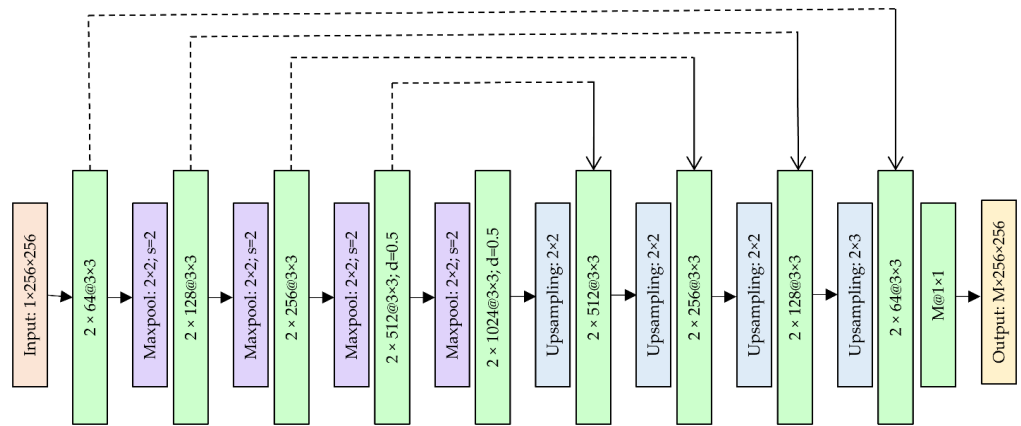 Input: 1×256×256
2 × 64@3×3
Maxpool: 2×2; s=2
2 × 128@3×3
Maxpool: 2×2; s=2
2 × 256@3×3
Maxpool: 2×2; s=2
2 × 512@3×3; d=0.5
Maxpool: 2×2; s=2
2 × 1024@3×3; d=0.5
Upsampling: 2×2
2 × 512@3×3
Upsampling: 2×2
2 × 256@3×3
Upsampling: 2×2
2 × 128@3×3
Upsampling: 2×3
2 × 64@3×3
M@1×1
Output: M×256×256